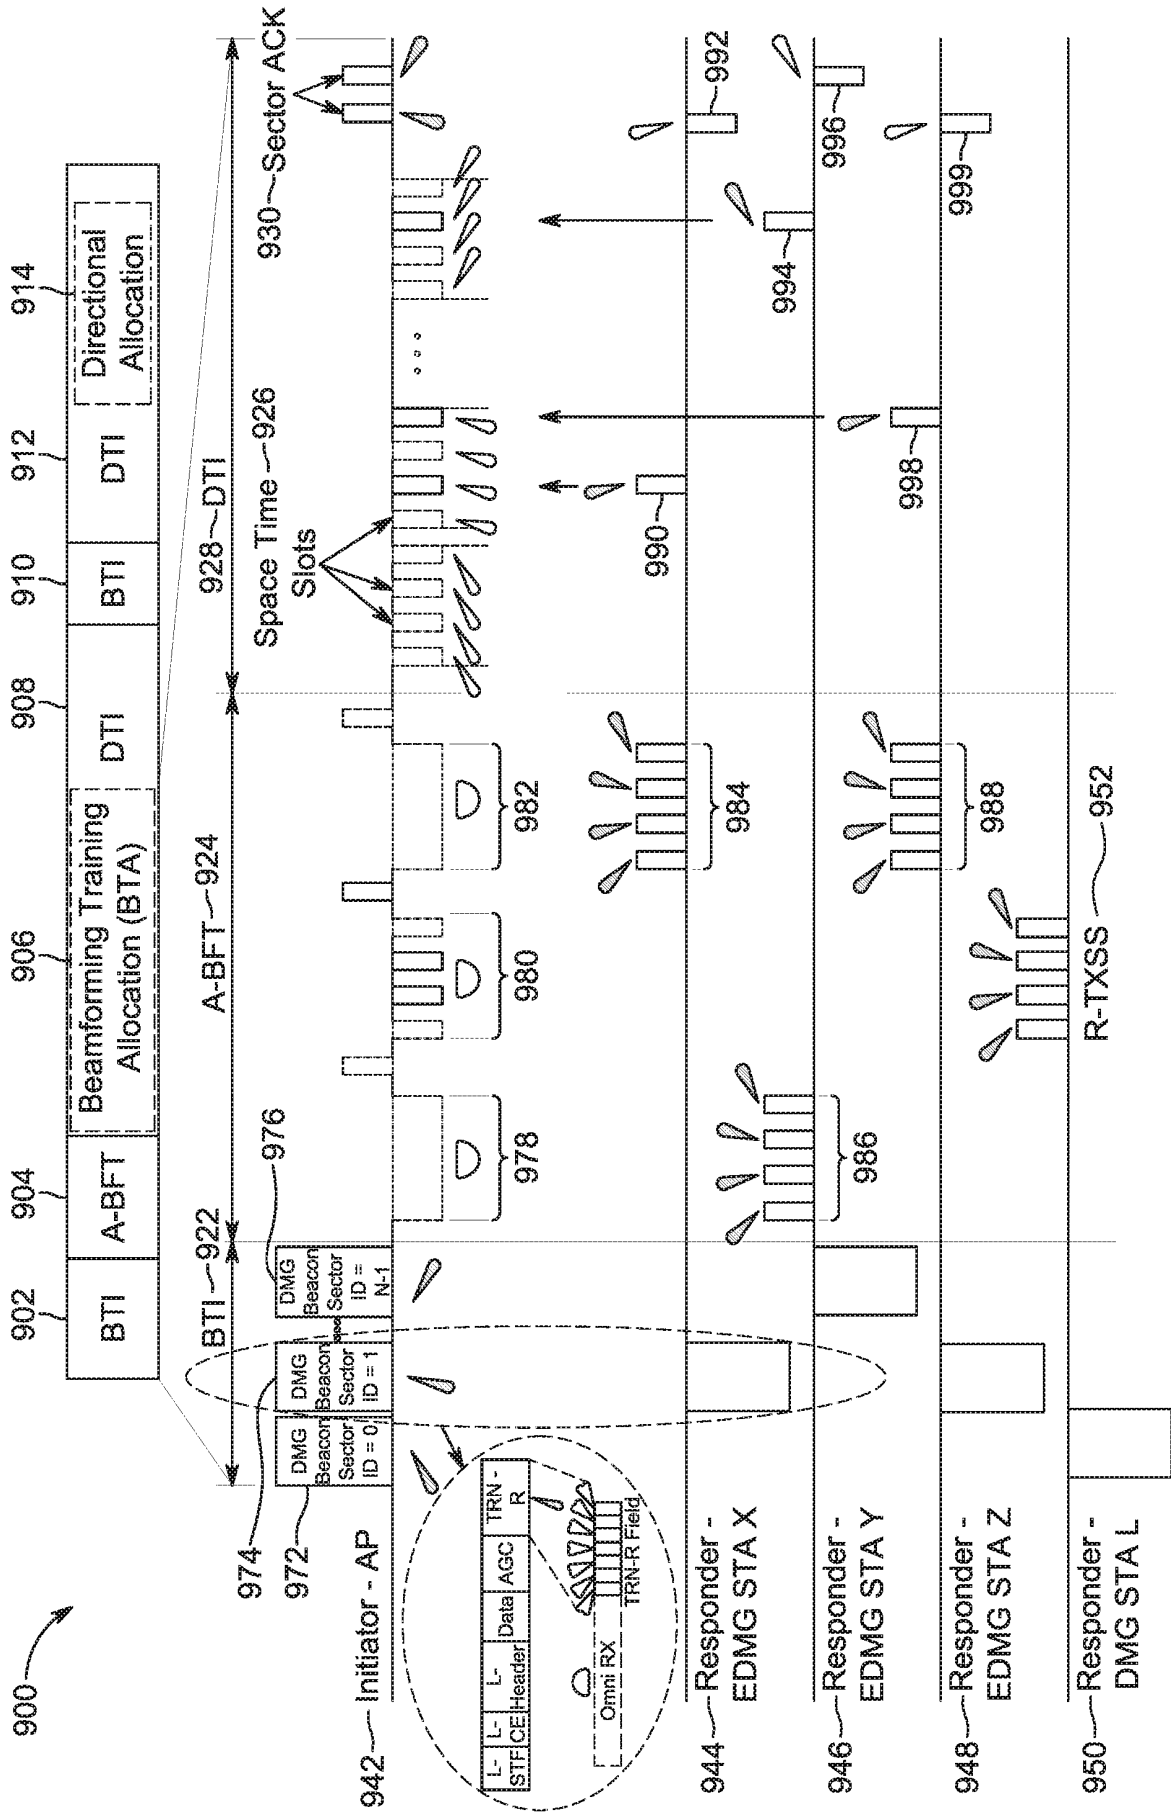 900
902
904
906
908
910
912
914
BTI
A-BFT
Beamforming Training
Allocation (BTA)
DTI
BTI
DTI
Directional
Allocation
BTI
922
A-BFT
924
928
DTI
974
972
976
DMG
Beacon
Sector
ID = 0
DMG
Beacon
Sector
ID = 1
DMG
Beacon
Sector
ID =
N-1
Space Time
926
Slots
930
Sector ACK
942
Initiator - AP
978
980
982
L-
STF
L-
CE
L-
Header
Data
AGC
TRN -
R
Omni RX
TRN-R Field
944
Responder -
EDMG STA X
984
990
992
946
Responder -
EDMG STA Y
986
994
996
948
Responder -
EDMG STA Z
988
998
999
950
Responder -
DMG STA L
R-TXSS
952